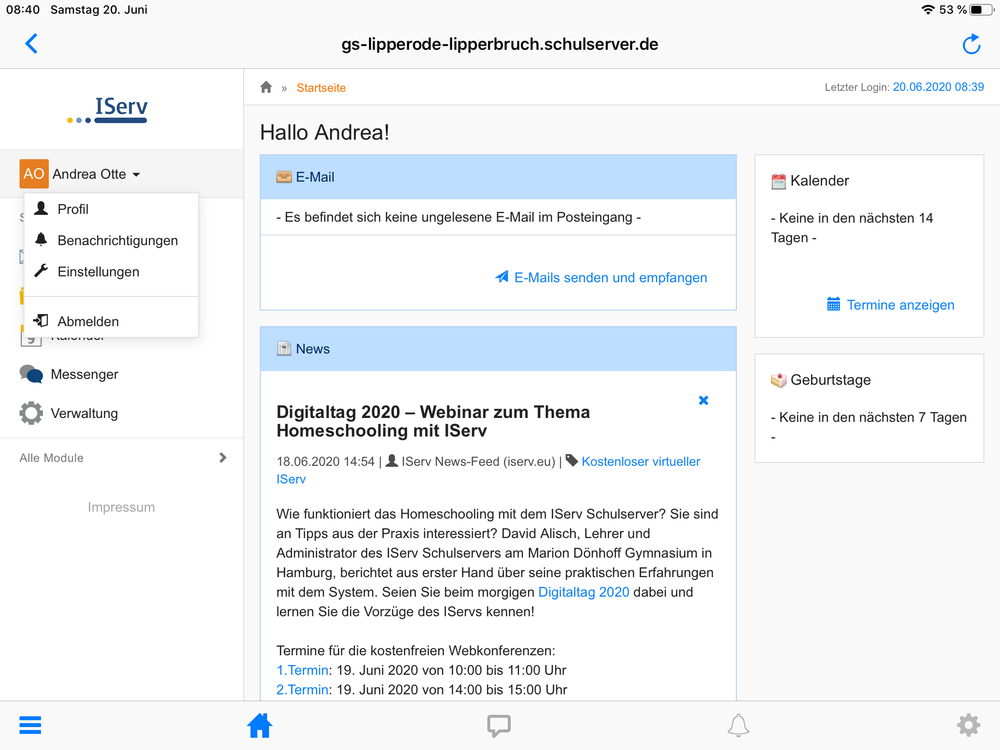 08:40 Samstag 20. Juni
53 %
gs-lipperode-lipperbruch.schulserver.de
IServ
» Startseite
Letzter Login: 20.06.2020 08:39
Hallo Andrea!
AO Andrea Otte
Profil
Benachrichtigungen
Einstellungen
Abmelden
Kalender
Messenger
Verwaltung
Alle Module
Impressum
E-Mail
- Es befindet sich keine ungelesene E-Mail im Posteingang -
E-Mails senden und empfangen
News
Digitaltag 2020 – Webinar zum Thema
Homeschooling mit IServ
18.06.2020 14:54 | IServ News-Feed (iserv.eu) | Kostenloser virtueller
IServ
Wie funktioniert das Homeschooling mit dem IServ Schulserver? Sie sind
an Tipps aus der Praxis interessiert? David Alisch, Lehrer und
Administrator des IServ Schulservers am Marion Dönhoff Gymnasium in
Hamburg, berichtet aus erster Hand über seine praktischen Erfahrungen
mit dem System. Seien Sie beim morgigen Digitaltag 2020 dabei und
lernen Sie die Vorzüge des IServs kennen!
Termine für die kostenfreien Webkonferenzen:
1.Termin: 19. Juni 2020 von 10:00 bis 11:00 Uhr
2.Termin: 19. Juni 2020 von 14:00 bis 15:00 Uhr
Kalender
- Keine in den nächsten 14
Tagen -
Termine anzeigen
Geburtstage
- Keine in den nächsten 7 Tagen
-